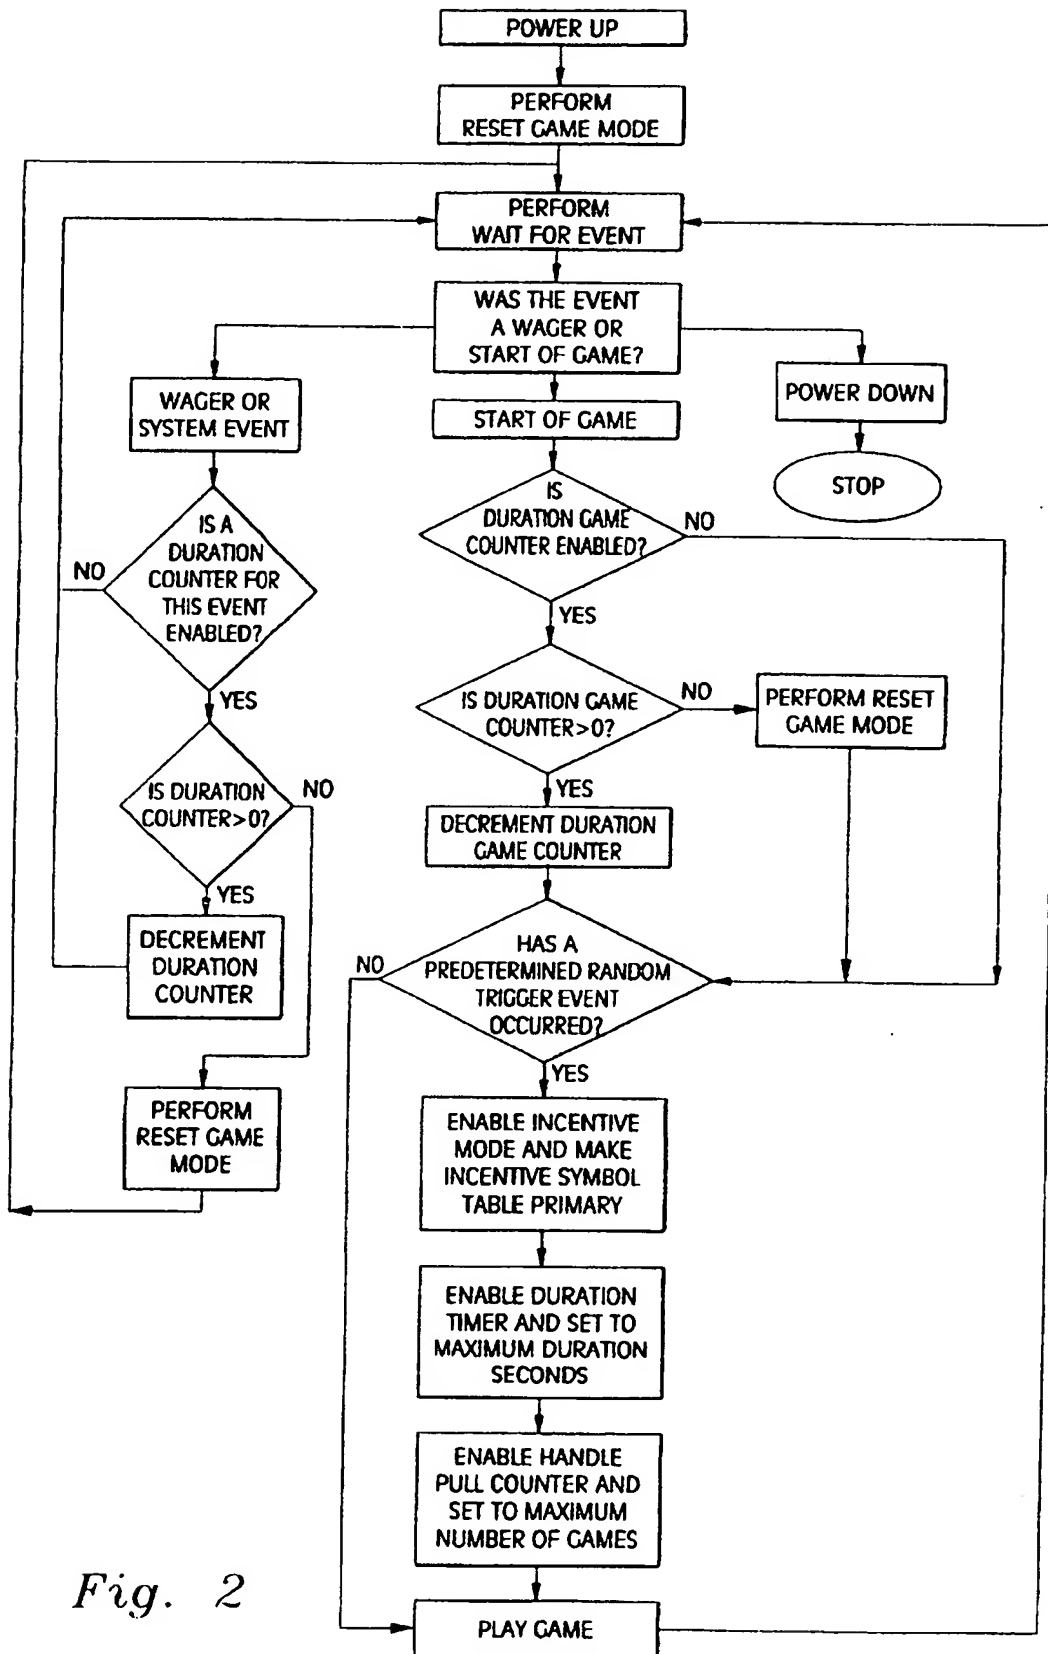 POWER UP
PERFORM
RESET GAME MODE
PERFORM
WAIT FOR EVENT
WAS THE EVENT
A WAGER OR
START OF GAME?
WAGER OR
SYSTEM EVENT
START OF GAME
POWER DOWN
STOP
IS A
DURATION
COUNTER FOR
THIS EVENT
ENABLED?
NO
YES
IS DURATION
COUNTER>0?
NO
YES
DECREMENT
DURATION
COUNTER
PERFORM
RESET GAME
MODE
IS
DURATION GAME
COUNTER ENABLED?
NO
YES
IS DURATION GAME
COUNTER>0?
NO
PERFORM RESET
GAME MODE
YES
DECREMENT DURATION
GAME COUNTER
HAS A
PREDETERMINED RANDOM
TRIGGER EVENT
OCCURRED?
NO
YES
ENABLE INCENTIVE
MODE AND MAKE
INCENTIVE SYMBOL
TABLE PRIMARY
ENABLE DURATION
TIMER AND SET TO
MAXIMUM DURATION
SECONDS
ENABLE HANDLE
PULL COUNTER AND
SET TO MAXIMUM
NUMBER OF GAMES
PLAY GAME
Fig. 2